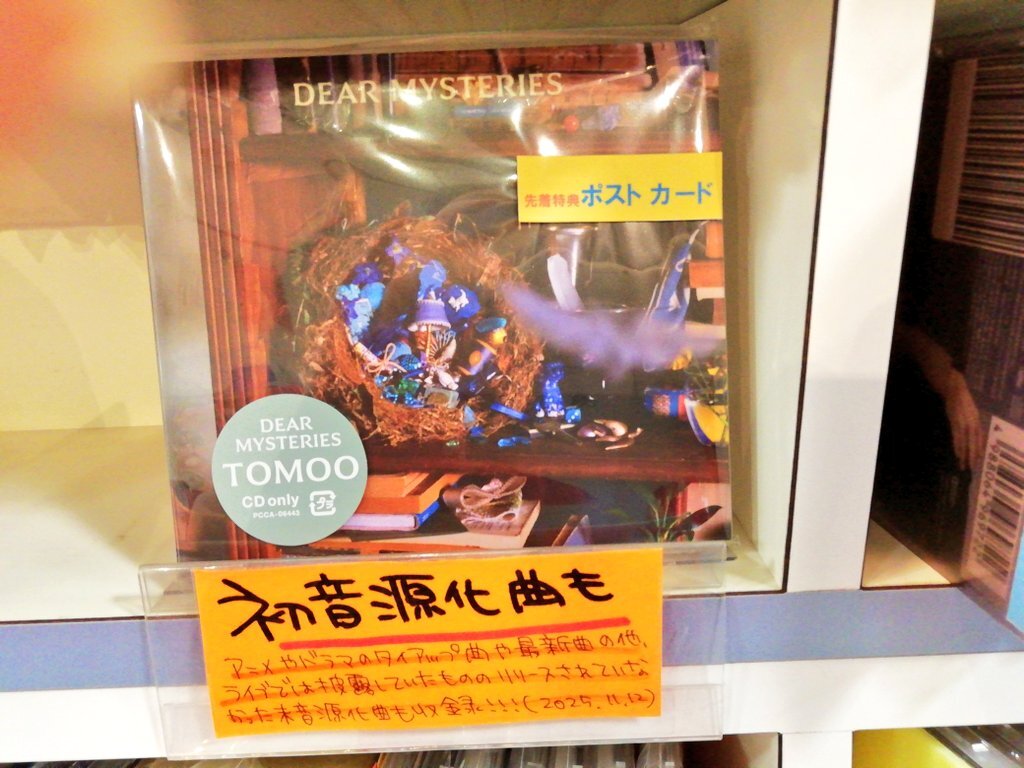 DEAR MYSTERIES
先着特典ポスト カード
DEAR
MYSTERIES
TOMOO
CD only
PCCA-06443
プラ
初音源化曲も
アニメやドラマのタイアップ曲や最新曲の他、
ライブでは披露していたもののリリースされていな
かった未音源化曲も収録!!!(2025.11.12)